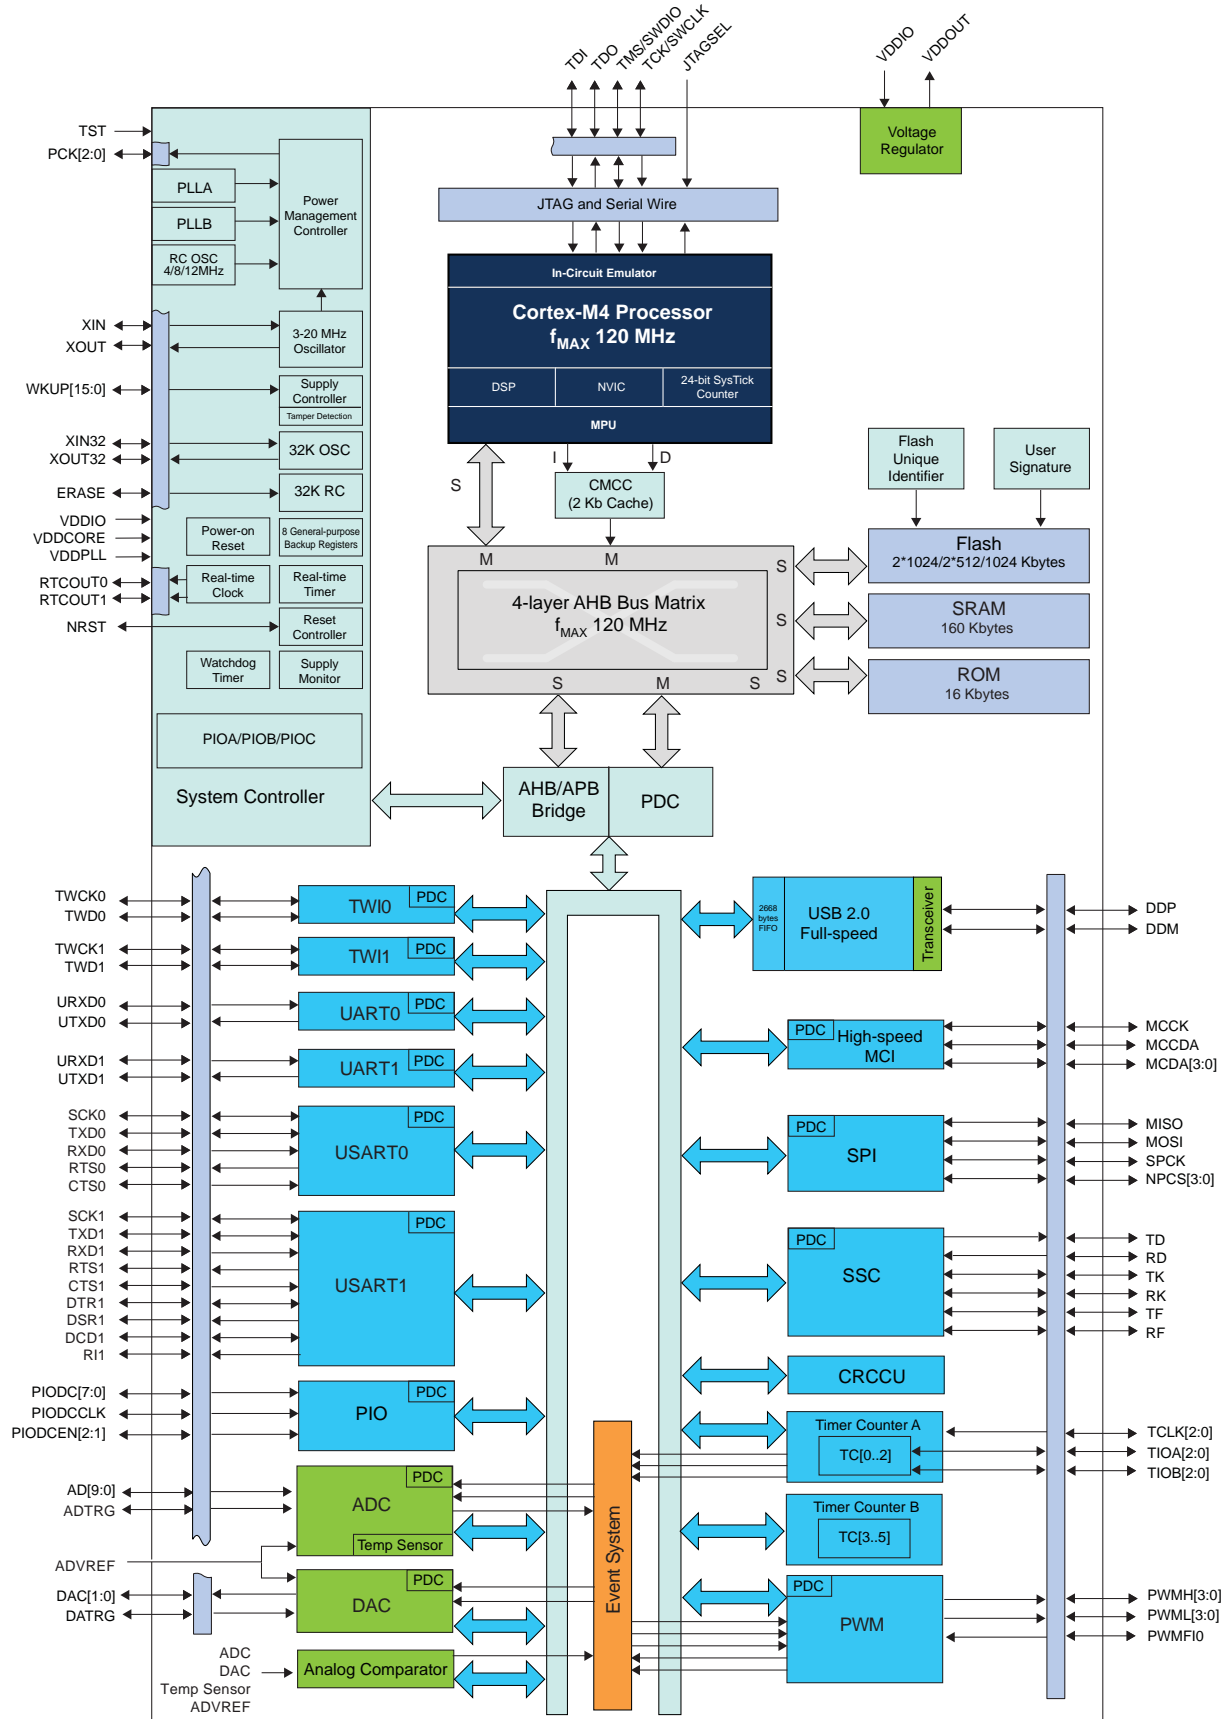 TDI
TDO
TMS/SWDIO
TCK/SWCLK
JTAGSEL
VDDIO
VDDOUT
TST
PCK[2:0]
PLLA
PLLB
RC OSC
4/8/12MHz
Power
Management
Controller
Voltage
Regulator
JTAG and Serial Wire
In-Circuit Emulator
Cortex-M4 Processor
fMAX 120 MHz
DSP
NVIC
24-bit SysTick
Counter
MPU
XIN
XOUT
3-20 MHz
Oscillator
WKUP[15:0]
Supply
Controller
Tamper Detection
XIN32
XOUT32
32K OSC
ERASE
32K RC
VDDIO
VDDCORE
VDDPLL
Power-on
Reset
8 General-purpose
Backup Registers
RTCOUT0
RTCOUT1
Real-time
Clock
Real-time
Timer
NRST
Reset
Controller
Watchdog
Timer
Supply
Monitor
PIOA/PIOB/PIOC
System Controller
S
I
D
CMCC
(2 Kb Cache)
Flash
Unique
Identifier
User
Signature
M
M
S
4-layer AHB Bus Matrix
fMAX 120 MHz
S
S
S
M
S
Flash
2*1024/2*512/1024 Kbytes
SRAM
160 Kbytes
ROM
16 Kbytes
AHB/APB
Bridge
PDC
TWCK0
TWD0
PDC
TWI0
TWCK1
TWD1
PDC
TWI1
URXD0
UTXD0
PDC
UART0
URXD1
UTXD1
PDC
UART1
SCK0
TXD0
RXD0
RTS0
CTS0
PDC
USART0
SCK1
TXD1
RXD1
RTS1
CTS1
DTR1
DSR1
DCD1
RI1
PDC
USART1
PIODC[7:0]
PIODCCLK
PIODCEN[2:1]
PDC
PIO
AD[9:0]
ADTRG
PDC
ADC
Temp Sensor
ADVREF
DAC[1:0]
DATRG
PDC
DAC
ADC
DAC
Temp Sensor
ADVREF
Analog Comparator
Event System
2668
bytes
FIFO
USB 2.0
Full-speed
Transceiver
DDP
DDM
PDC
High-speed
MCI
MCCK
MCCDA
MCDA[3:0]
PDC
SPI
MISO
MOSI
SPCK
NPCS[3:0]
PDC
SSC
TD
RD
TK
RK
TF
RF
CRCCU
Timer Counter A
TC[0..2]
TCLK[2:0]
TIOA[2:0]
TIOB[2:0]
Timer Counter B
TC[3..5]
PDC
PWM
PWMH[3:0]
PWML[3:0]
PWMFI0